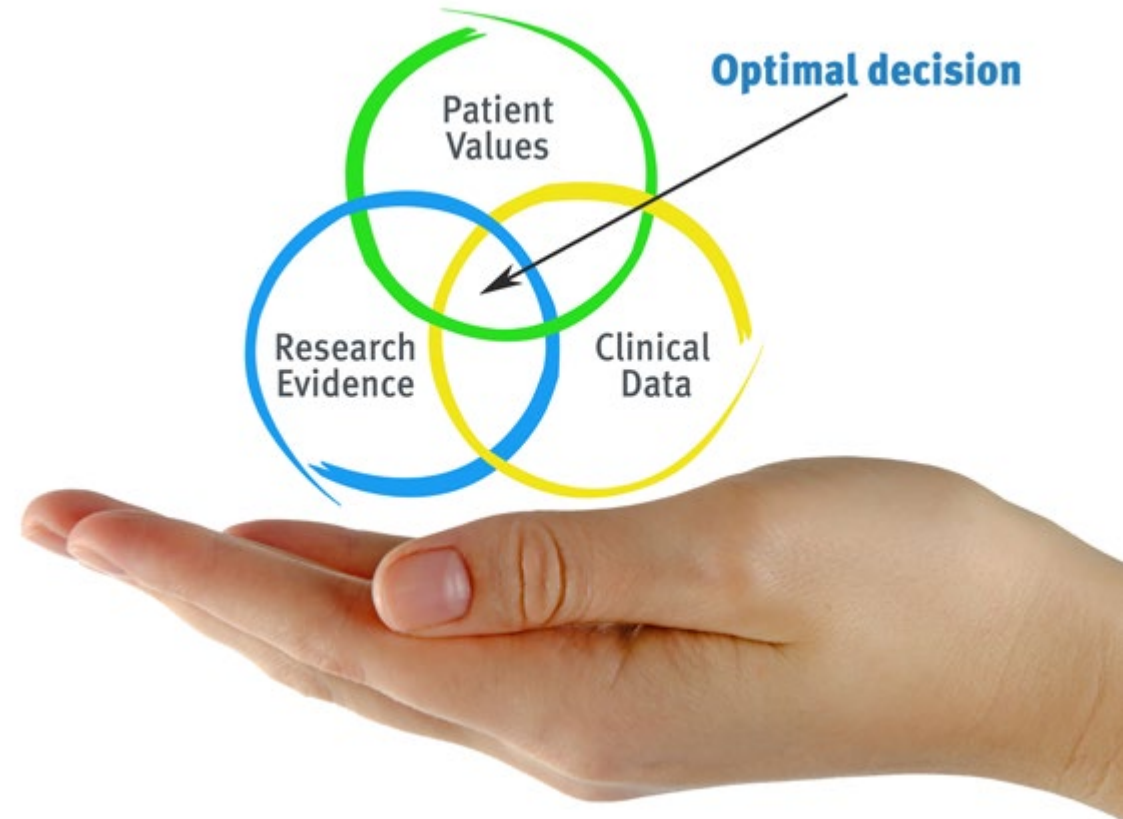 Optimal decision
Patient
Values
Research
Evidence
Clinical
Data